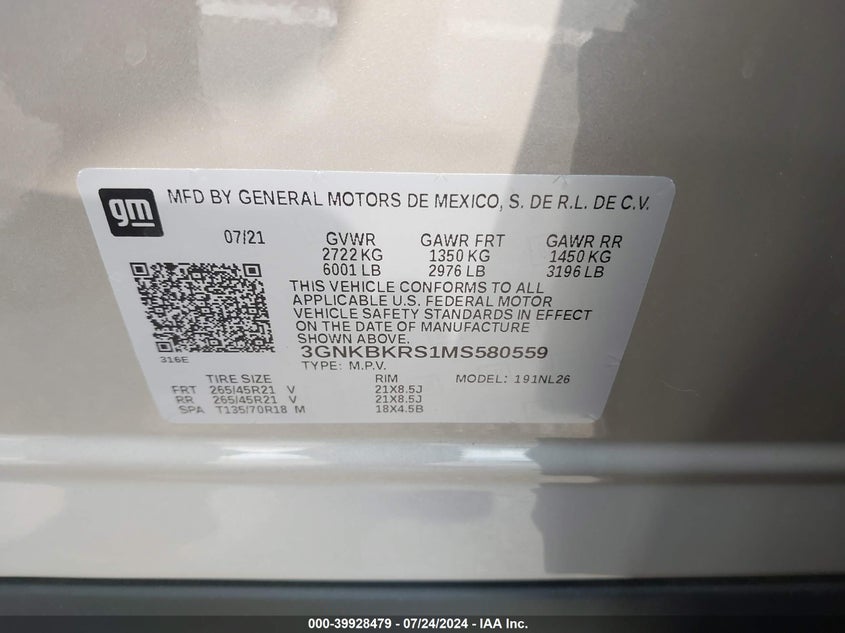 gm
MFD BY GENERAL MOTORS DE MEXICO, S. DE R.L. DE C.V.
07/21 GVWR GAWR FRT GAWR RR
2722 KG 1350 KG 1450 KG
6001 LB 2976 LB 3196 LB
THIS VEHICLE CONFORMS TO ALL
APPLICABLE U.S. FEDERAL MOTOR
VEHICLE SAFETY STANDARDS IN EFFECT
ON THE DATE OF MANUFACTURE
SHOWN ABOVE.
316E
3GNKBKRS1MS580559
TYPE: M.P.V. MODEL: 191NL26
TIRE SIZE RIM
FRT 265/45R21 V 21X8.5J
RR 265/45R21 V 21X8.5J
SPA T135/70R18 M 18X4.5B
000-39928479 - 07/24/2024 - IAA Inc.